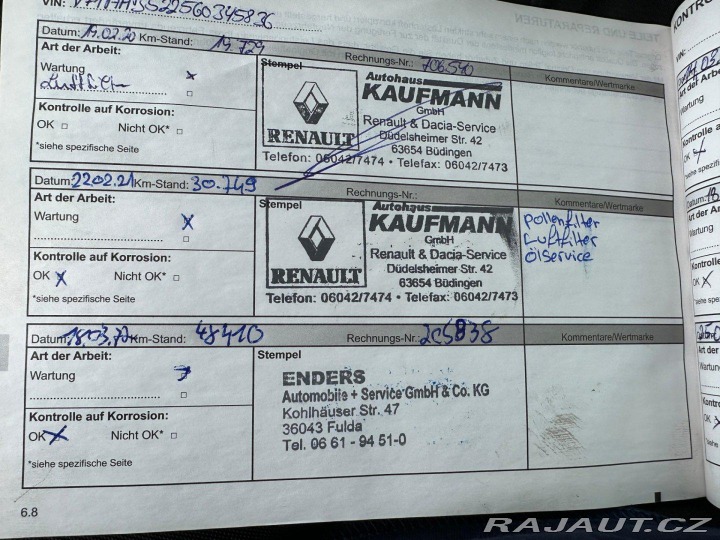 VIN:
TEILE UND REPARATUREN
KONTRO
Datum: 19.02.20 Km-Stand: 19.729 Rechnungs-Nr.: 706.590
Art der Arbeit:
Wartung x
Kontrolle auf Korrosion:
OK □ Nicht OK* □
*siehe spezifische Seite
Stempel
RENAULT
Autohaus
KAUFMANN
GmbH
Renault & Dacia-Service
Düdelsheimer Str. 42
63654 Büdingen
Telefon: 06042/7474 • Telefax: 06042/7473
Kommentare/Wertmarke
Datum: 22.02.21 Km-Stand: 30.749 Rechnungs-Nr.:
Art der Arbeit:
Wartung x
Kontrolle auf Korrosion:
OK x Nicht OK* □
*siehe spezifische Seite
Stempel
RENAULT
Autohaus
KAUFMANN
GmbH
Renault & Dacia-Service
Düdelsheimer Str. 42
63654 Büdingen
Telefon: 06042/7474 • Telefax: 06042/7473
Kommentare/Wertmarke
Pollenfilter
Luftfilter
Ölservice
Datum: Km-Stand: 48410 Rechnungs-Nr.: 205838
Art der Arbeit:
Wartung
Kontrolle auf Korrosion:
OK x Nicht OK* □
*siehe spezifische Seite
Stempel
ENDERS
Automobile + Service GmbH & Co. KG
Kohlhäuser Str. 47
36043 Fulda
Tel. 06 61 - 94 51-0
Kommentare/Wertmarke
6.8
RAJAUT.CZ